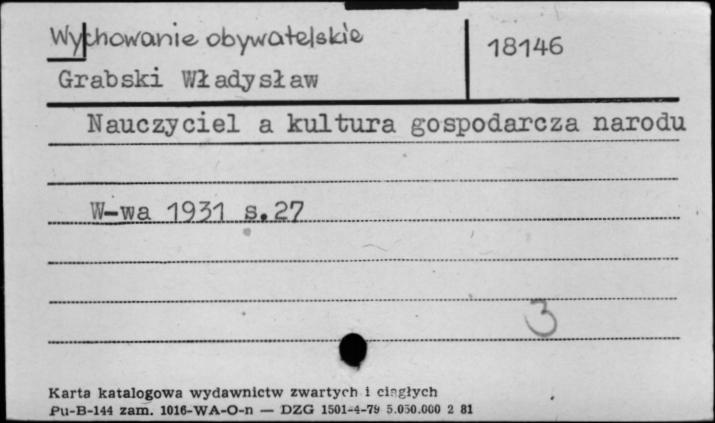 Wychowanie obywatelskie
18146
Grabski Władysław
Nauczyciel a kultura gospodarcza narodu
W-wa 1931 s.27
3
Karta katalogowa wydawnictw zwartych i ciągłych
Pu-B-144 zam. 1016-WA-O-n — DZG 1501-4-79 5.050.000 2 81